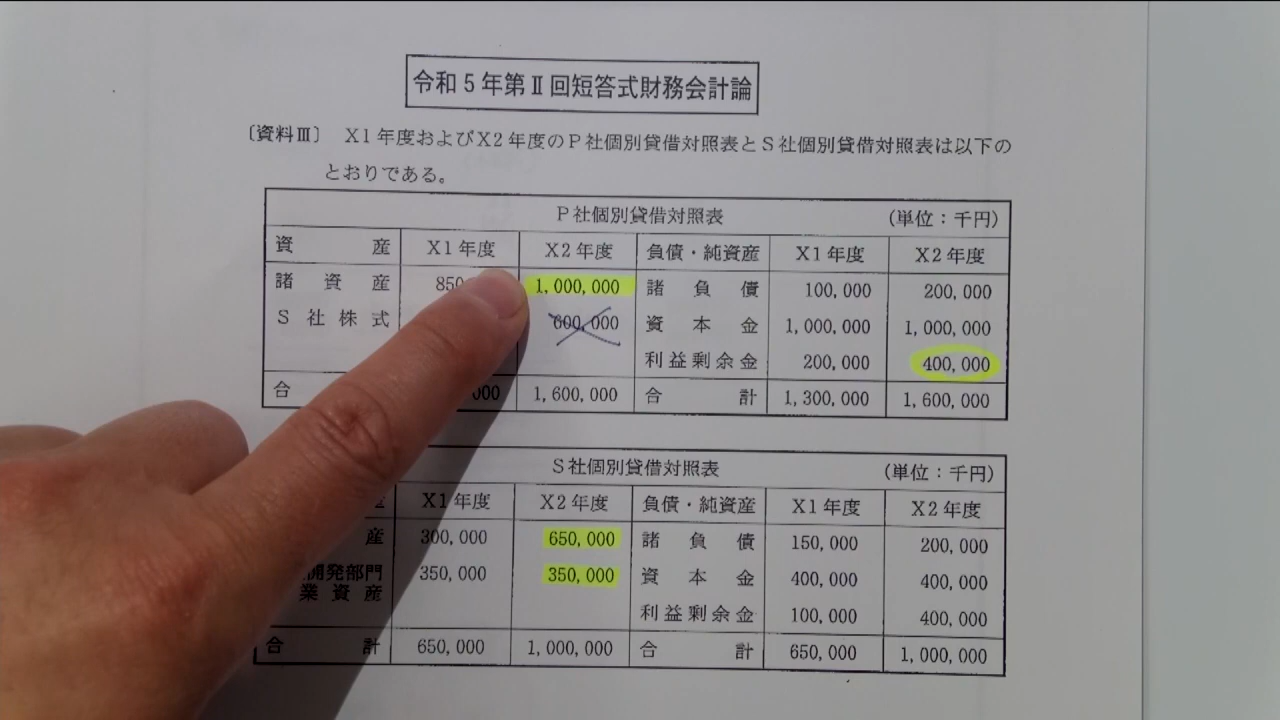 令和5年第Ⅱ回短答式財務会計論
〔資料Ⅲ〕 X1年度およびX2年度のP社個別貸借対照表とS社個別貸借対照表は以下の
とおりである。
P社個別貸借対照表 (単位：千円)
資産 X1年度 X2年度 負債・純資産 X1年度 X2年度
諸資産 850 1,000,000 諸負債 100,000 200,000
S社株式 600,000 資本金 1,000,000 1,000,000
利益剰余金 200,000 400,000
合 000 1,600,000 合計 1,300,000 1,600,000
S社個別貸借対照表 (単位：千円)
X1年度 X2年度 負債・純資産 X1年度 X2年度
産 300,000 650,000 諸負債 150,000 200,000
開発部門 350,000 350,000 資本金 400,000 400,000
業資産
利益剰余金 100,000 400,000
合計 650,000 1,000,000 合計 650,000 1,000,000